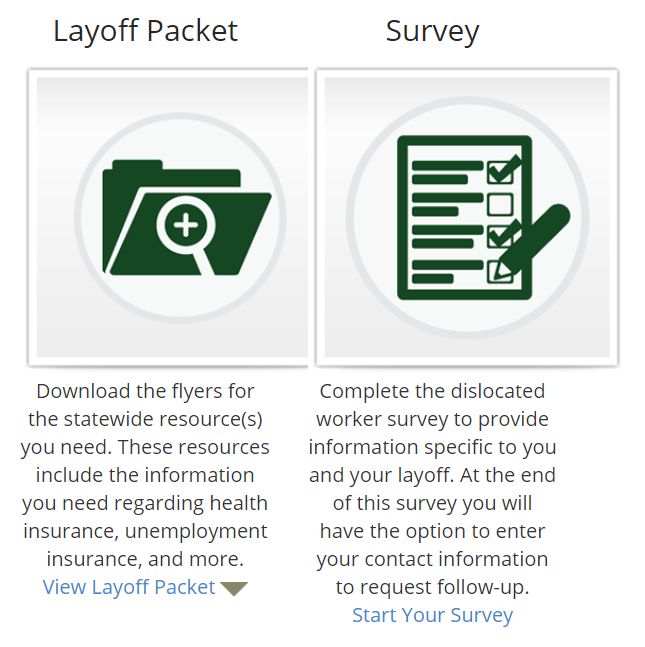 Layoff Packet
Download the flyers for
the statewide resource(s)
you need. These resources
include the information
you need regarding health
insurance, unemployment
insurance, and more.
View Layoff Packet
Survey
Complete the dislocated
worker survey to provide
information specific to you
and your layoff. At the end
of this survey you will
have the option to enter
your contact information
to request follow-up.
Start Your Survey